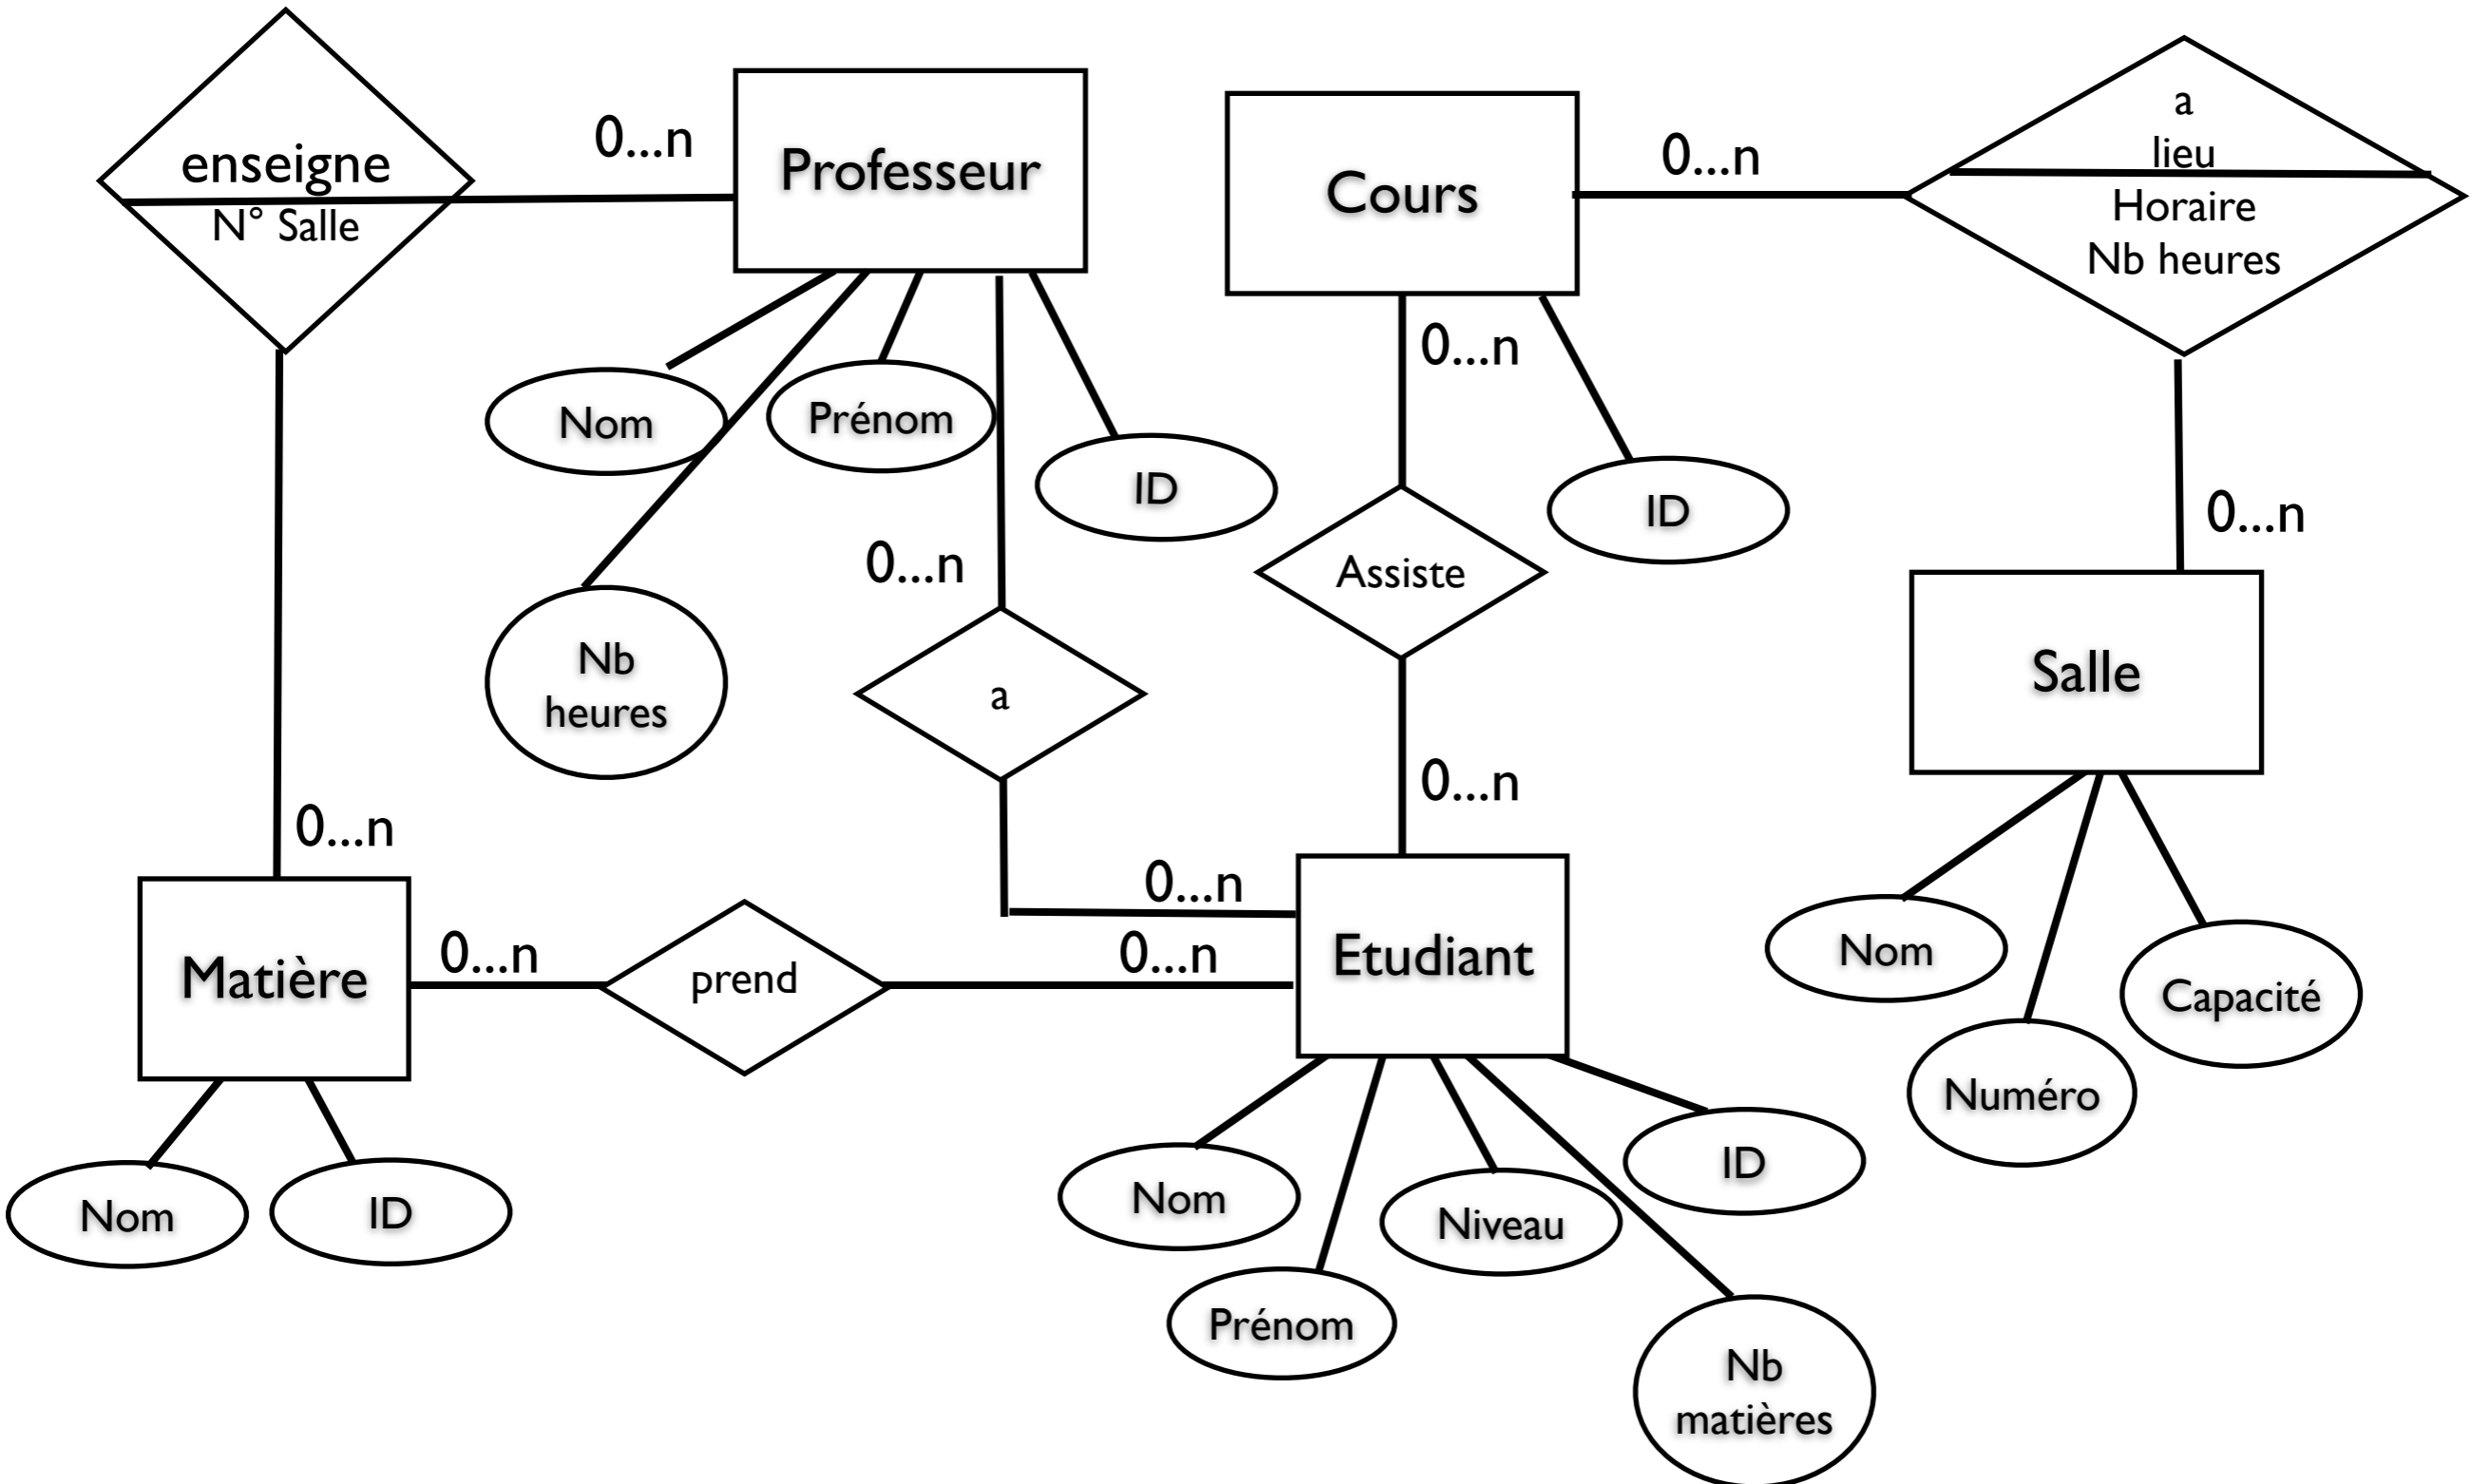 enseigne
N° Salle
0...n
Professeur
Cours
0...n
a
lieu
Horaire
Nb heures
0...n
Nom
Prénom
ID
ID
0...n
0...n
Assiste
Nb
heures
a
Salle
0...n
0...n
0...n
Matière
0...n
prend
0...n
Etudiant
Nom
Capacité
Numéro
Nom
ID
Nom
Niveau
ID
Prénom
Nb
matières